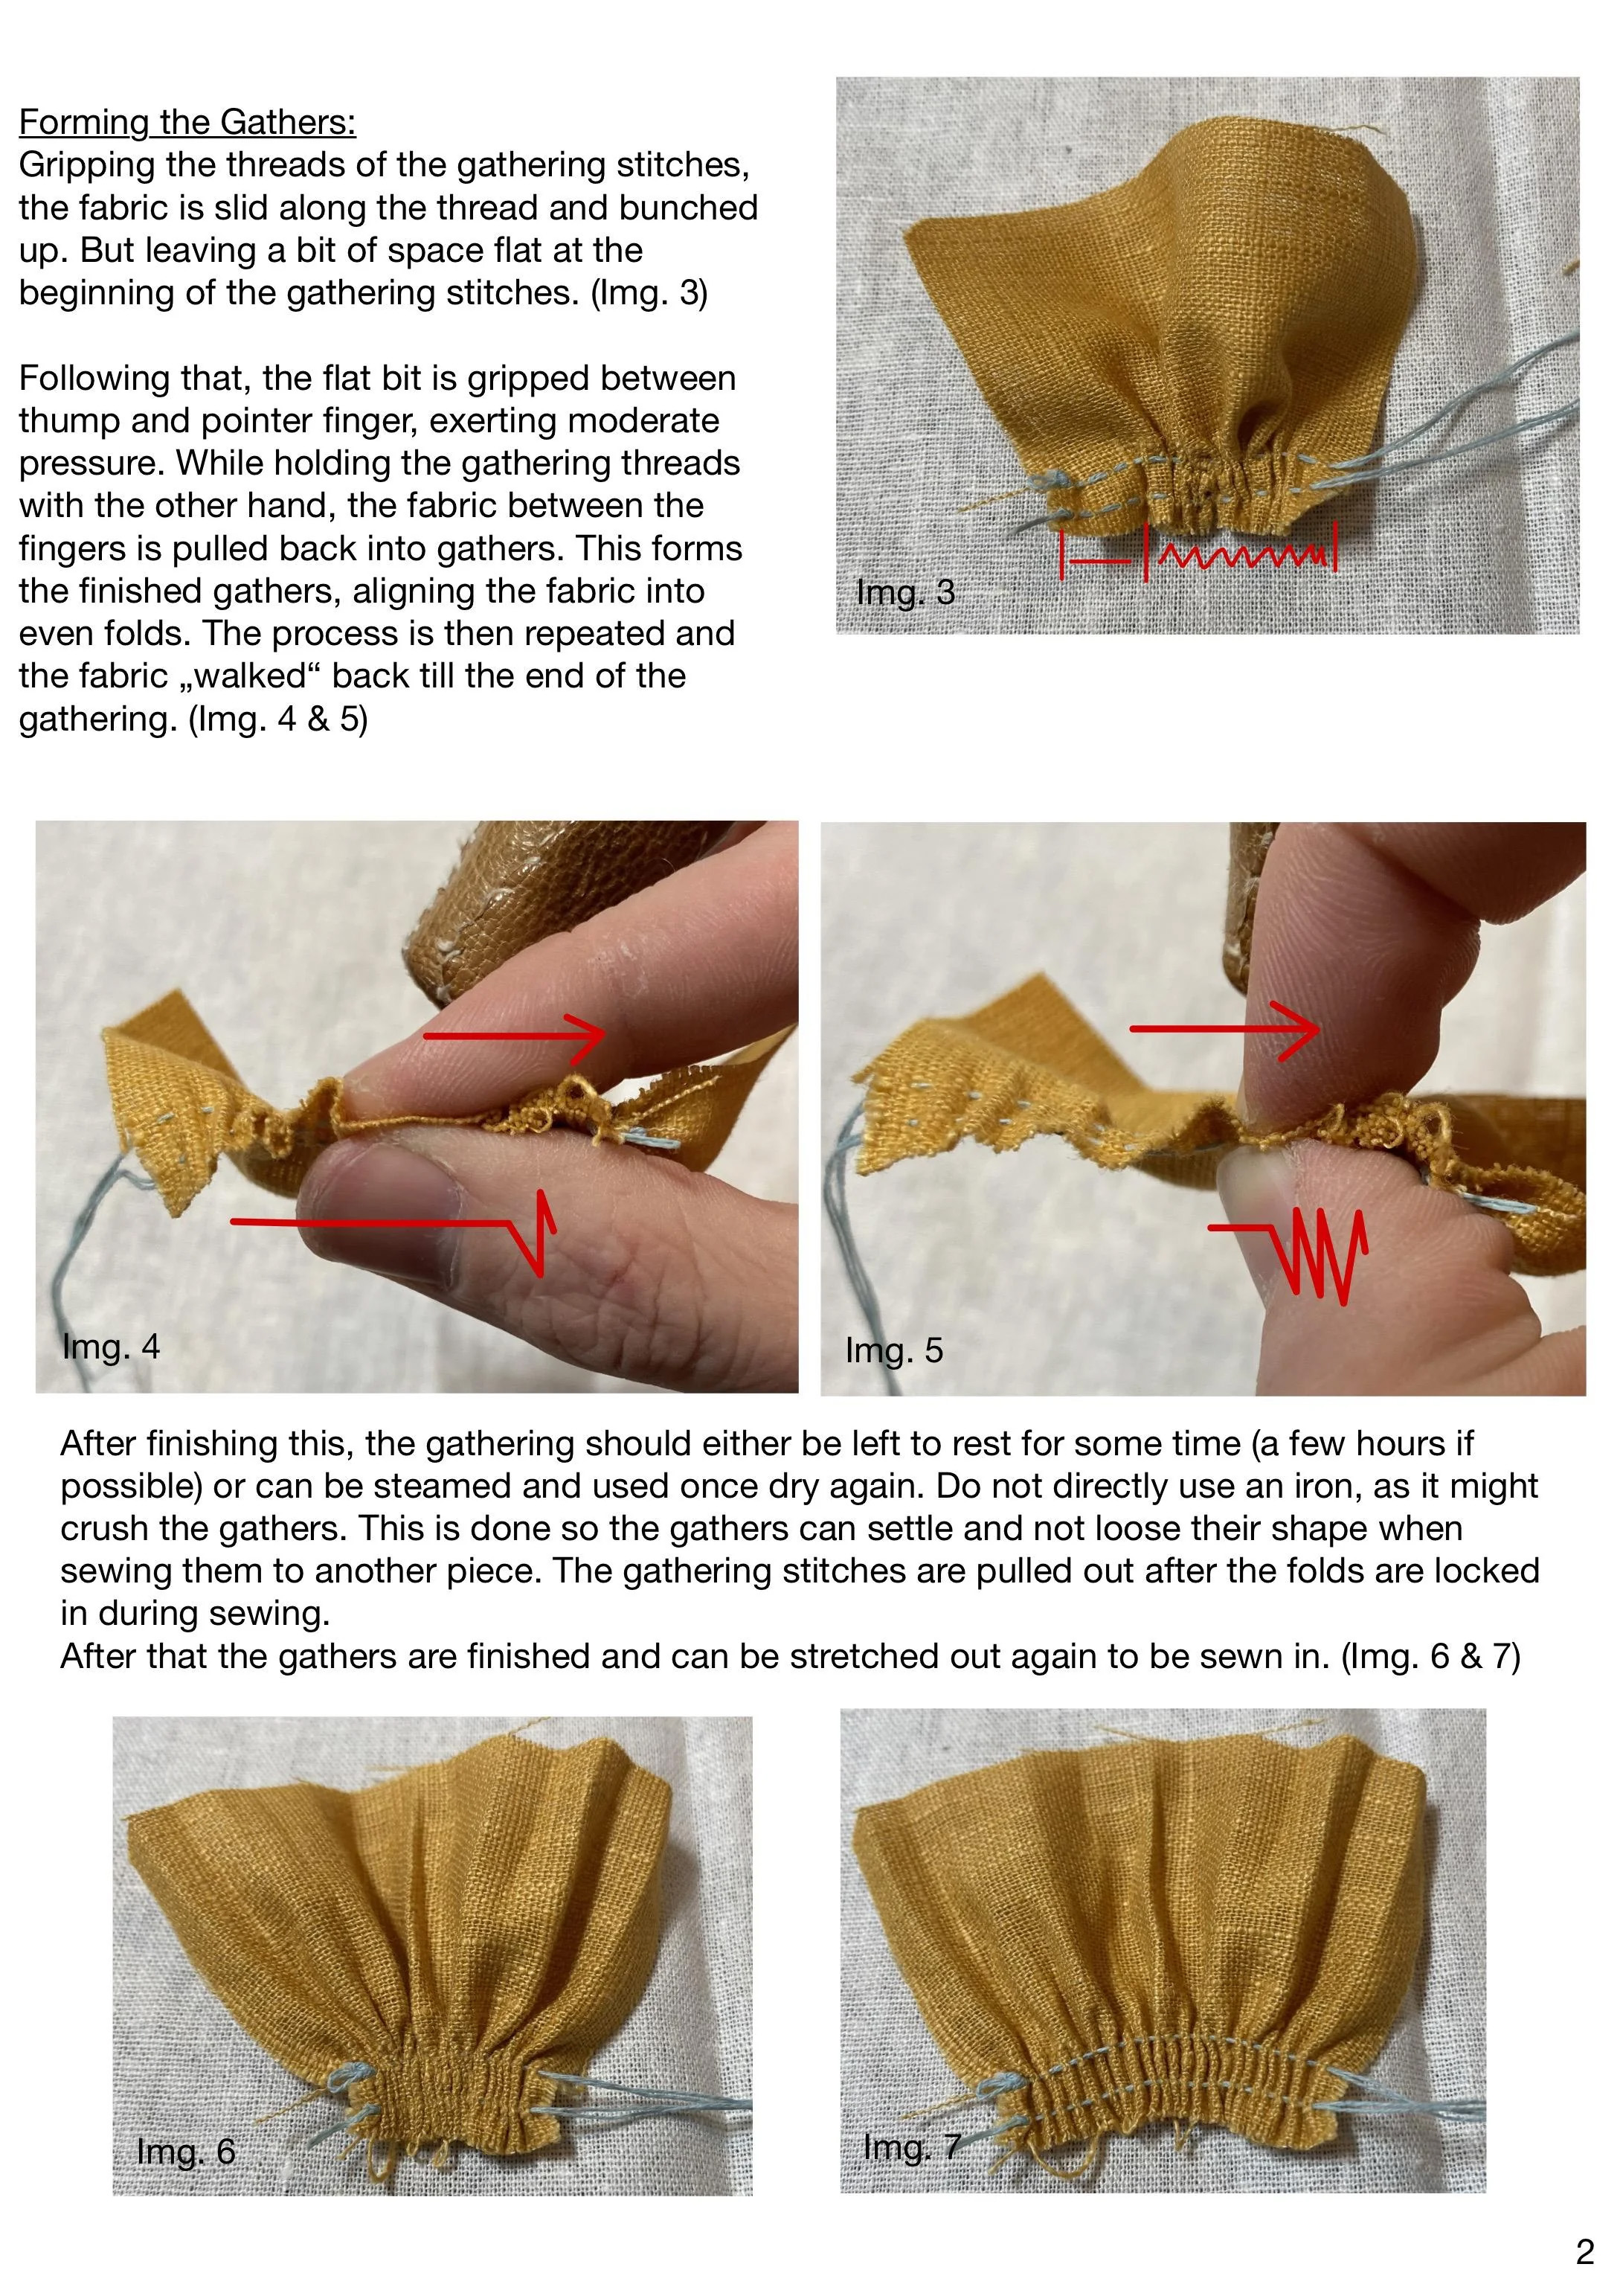 Forming the Gathers:
Gripping the threads of the gathering stitches,
the fabric is slid along the thread and bunched
up. But leaving a bit of space flat at the
beginning of the gathering stitches. (Img. 3)
Following that, the flat bit is gripped between
thump and pointer finger, exerting moderate
pressure. While holding the gathering threads
with the other hand, the fabric between the
fingers is pulled back into gathers. This forms
the finished gathers, aligning the fabric into
even folds. The process is then repeated and
the fabric „walked“ back till the end of the
gathering. (Img. 4 & 5)
Img. 3
Img. 4
Img. 5
After finishing this, the gathering should either be left to rest for some time (a few hours if
possible) or can be steamed and used once dry again. Do not directly use an iron, as it might
crush the gathers. This is done so the gathers can settle and not loose their shape when
sewing them to another piece. The gathering stitches are pulled out after the folds are locked
in during sewing.
After that the gathers are finished and can be stretched out again to be sewn in. (Img. 6 & 7)
Img. 6
Img. 7
2